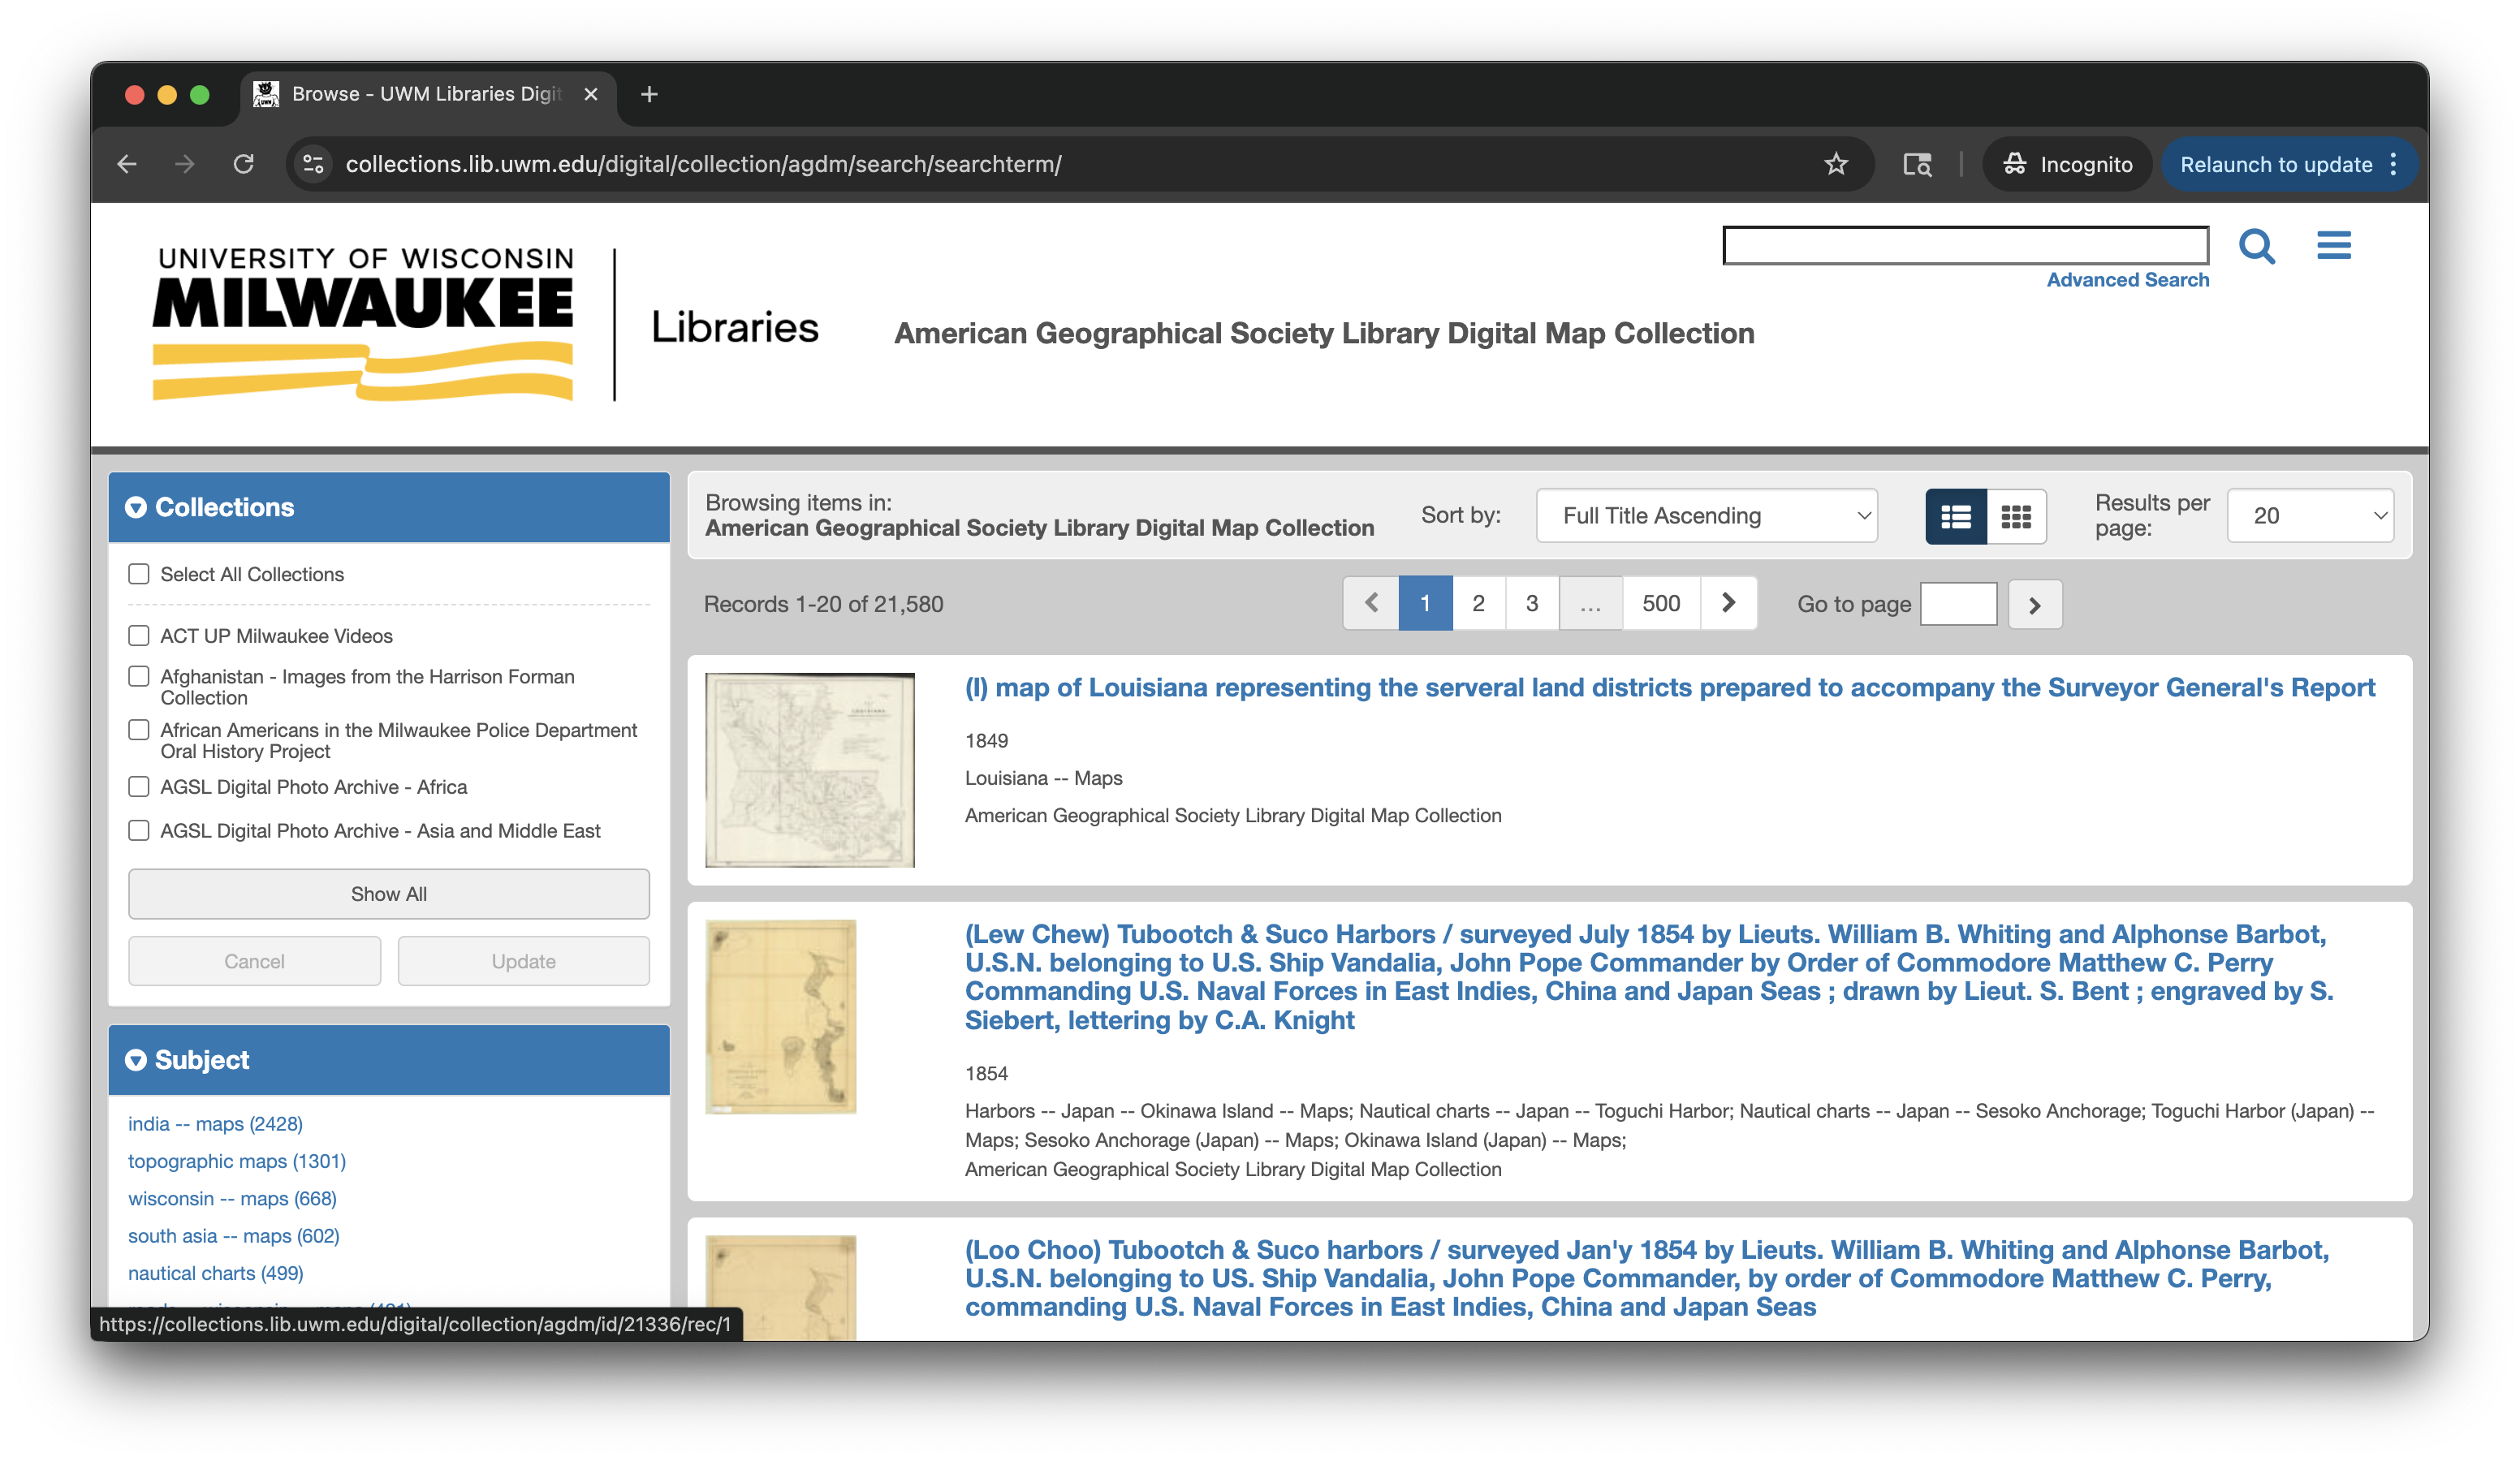 Browse - UWM Libraries Digit
collections.lib.uwm.edu/digital/collection/agdm/search/searchterm/
Incognito
Relaunch to update
UNIVERSITY OF WISCONSIN
MILWAUKEE
Libraries
American Geographical Society Library Digital Map Collection
Advanced Search
Collections
Select All Collections
ACT UP Milwaukee Videos
Afghanistan - Images from the Harrison Forman
Collection
African Americans in the Milwaukee Police Department
Oral History Project
AGSL Digital Photo Archive - Africa
AGSL Digital Photo Archive - Asia and Middle East
Show All
Cancel
Update
Subject
india -- maps (2428)
topographic maps (1301)
wisconsin -- maps (668)
south asia -- maps (602)
nautical charts (499)
https://collections.lib.uwm.edu/digital/collection/agdm/id/21336/rec/1
Browsing items in:
American Geographical Society Library Digital Map Collection
Sort by:
Full Title Ascending
Results per
page:
20
Records 1-20 of 21,580
1 2 3 ... 500
Go to page
(I) map of Louisiana representing the serveral land districts prepared to accompany the Surveyor General's Report
1849
Louisiana -- Maps
American Geographical Society Library Digital Map Collection
(Lew Chew) Tubootch & Suco Harbors / surveyed July 1854 by Lieuts. William B. Whiting and Alphonse Barbot,
U.S.N. belonging to U.S. Ship Vandalia, John Pope Commander by Order of Commodore Matthew C. Perry
Commanding U.S. Naval Forces in East Indies, China and Japan Seas ; drawn by Lieut. S. Bent ; engraved by S.
Siebert, lettering by C.A. Knight
1854
Harbors -- Japan -- Okinawa Island -- Maps; Nautical charts -- Japan -- Toguchi Harbor; Nautical charts -- Japan -- Sesoko Anchorage; Toguchi Harbor (Japan) --
Maps; Sesoko Anchorage (Japan) -- Maps; Okinawa Island (Japan) -- Maps;
American Geographical Society Library Digital Map Collection
(Loo Choo) Tubootch & Suco harbors / surveyed Jan'y 1854 by Lieuts. William B. Whiting and Alphonse Barbot,
U.S.N. belonging to US. Ship Vandalia, John Pope Commander, by order of Commodore Matthew C. Perry,
commanding U.S. Naval Forces in East Indies, China and Japan Seas